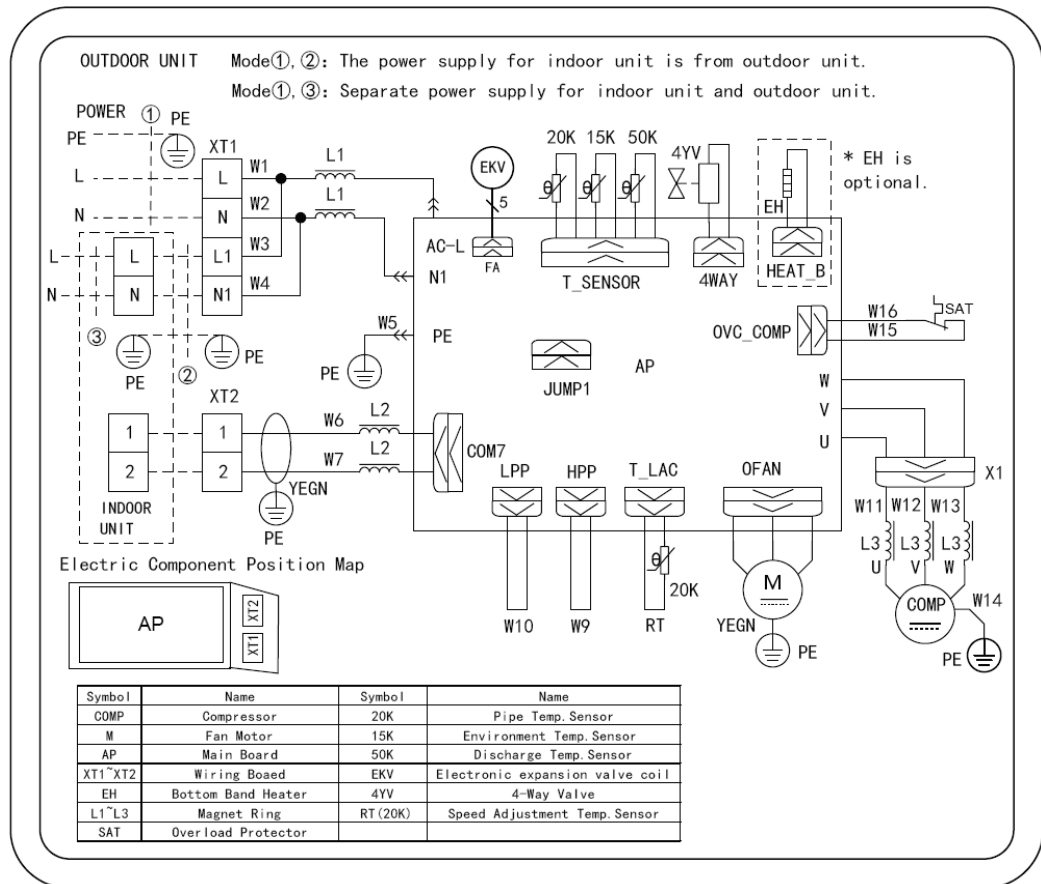 OUTDOOR UNIT Mode①,②: The power supply for indoor unit is from outdoor unit.
Mode①,③: Separate power supply for indoor unit and outdoor unit.
POWER ① PE
PE
XT1
L
N
L
N
L1
N1
W1
W2
W3
W4
L1
L1
L
N
L
N
③
PE
②
PE
EKV
5
FA
AC-L
N1
W5
PE
PE
20K 15K 50K
θ θ θ
T_SENSOR
4YV
4WAY
EH
HEAT_B
* EH is
optional.
OVC_COMP
W16
W15
SAT
JUMP1
AP
W
V
U
X1
XT2
1
2
1
2
INDOOR
UNIT
W6
W7
L2
L2
YEGN
PE
COM7
LPP
HPP
T_LAC
OFAN
W10
W9
θ
20K
RT
M
YEGN
PE
W11 W12 W13
L3 L3 L3
U V W
COMP
W14
PE
Electric Component Position Map
AP
XT2
XT1
Symbol Name Symbol Name
COMP Compressor 20K Pipe Temp.Sensor
M Fan Motor 15K Environment Temp.Sensor
AP Main Board 50K Discharge Temp.Sensor
XT1~XT2 Wiring Boaed EKV Electronic expansion valve coil
EH Bottom Band Heater 4YV 4-Way Valve
L1~L3 Magnet Ring RT(20K) Speed Adjustment Temp.Sensor
SAT Overload Protector